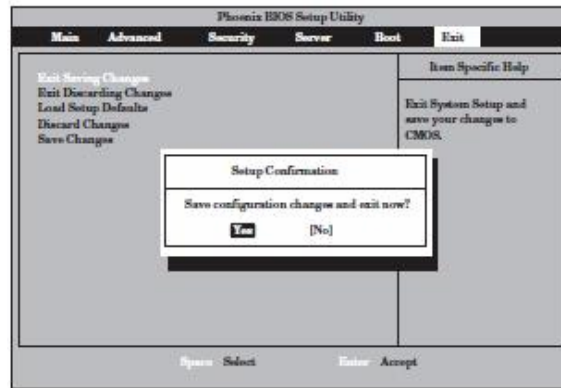 Phoenix BIOS Setup Utility
Main Advanced Security Server Boot Exit
Exit Saving Changes
Exit Discarding Changes
Load Setup Defaults
Discard Changes
Save Changes
Item Specific Help
Exit System Setup and
save your changes to
CMOS.
Setup Confirmation
Save configuration changes and exit now?
Yes [No]
Space Select Enter Accept